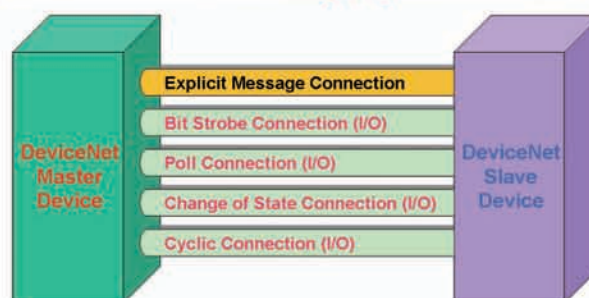 Explicit Message Connection
Bit Strobe Connection (I/O)
Poll Connection (I/O)
Change of State Connection (I/O)
Cyclic Connection (I/O)
DeviceNet
Master
Device
DeviceNet
Slave
Device